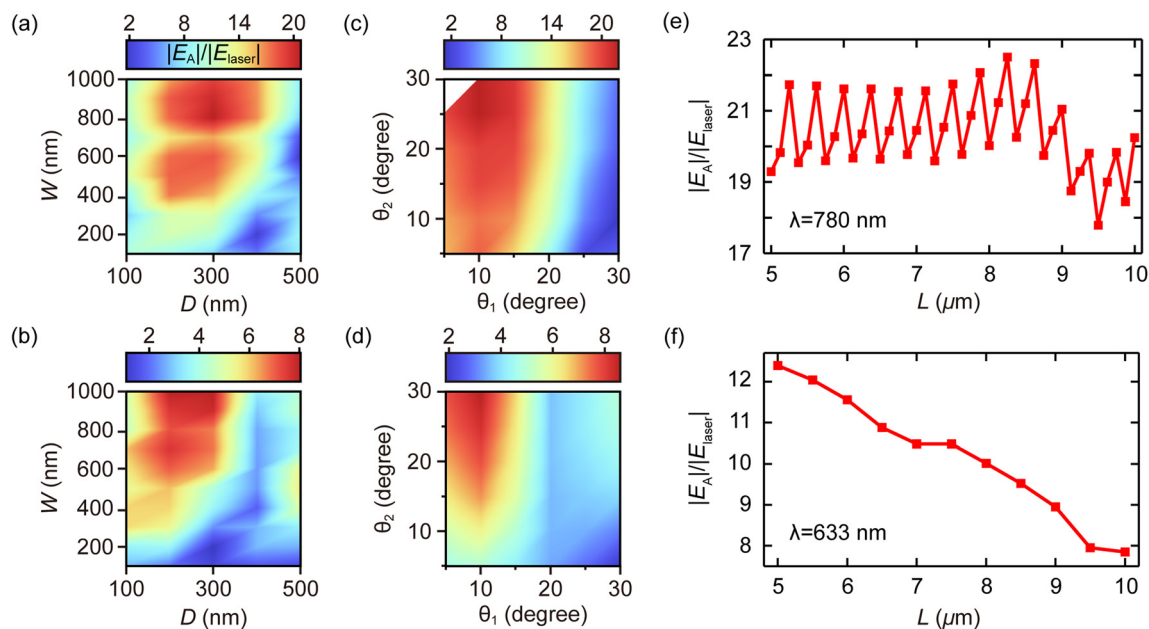 (a)
2 6 11 16 20
|E_A|/|E_laser|
1000
800
600
400
200
W (nm)
100 300 500
D (nm)
(c)
2 8 14 20
30
20
10
θ₂ (degree)
10 20 30
θ₁ (degree)
(e)
23
21
19
17
|E_A|/|E_laser|
λ=780 nm
5 6 7 8 9 10
L (μm)
(b)
2 4 6 8
1000
800
600
400
200
W (nm)
100 300 500
D (nm)
(d)
2 4 6 8
30
20
10
θ₂ (degree)
10 20 30
θ₁ (degree)
(f)
12
11
10
9
8
|E_A|/|E_laser|
λ=633 nm
5 6 7 8 9 10
L (μm)